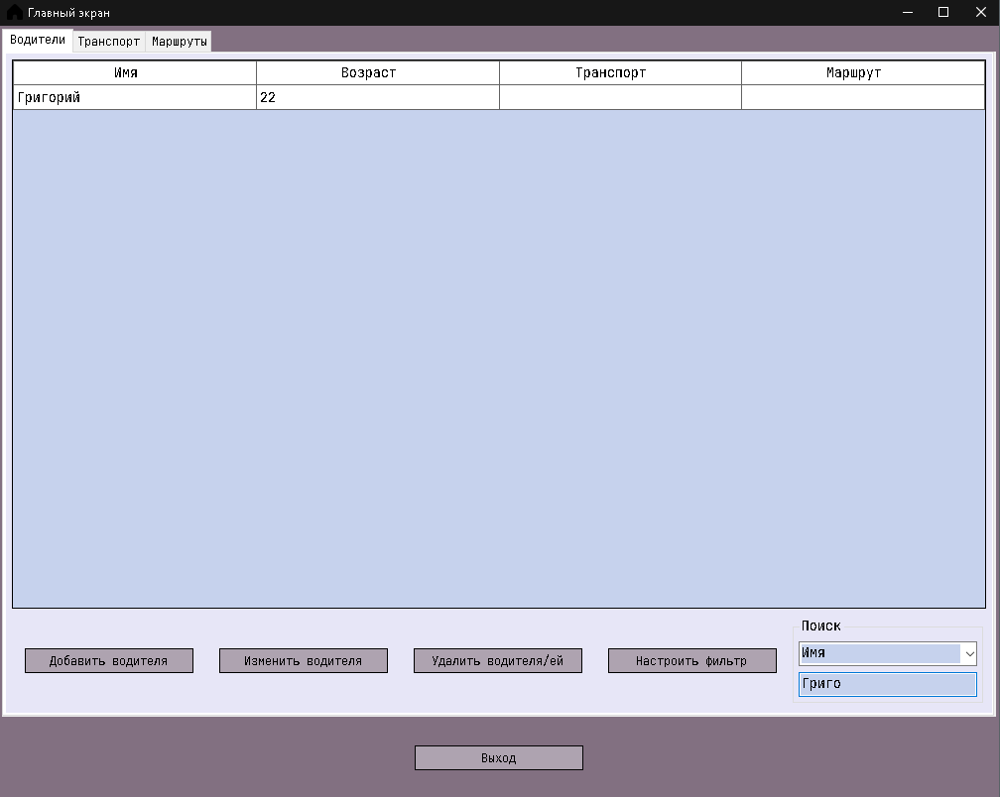 Главный экран
Водители Транспорт Маршруты
Имя Возраст Транспорт Маршрут
Григорий 22
Поиск
Имя
Добавить водителя Изменить водителя Удалить водителя/ей Настроить фильтр
Григо
Выход